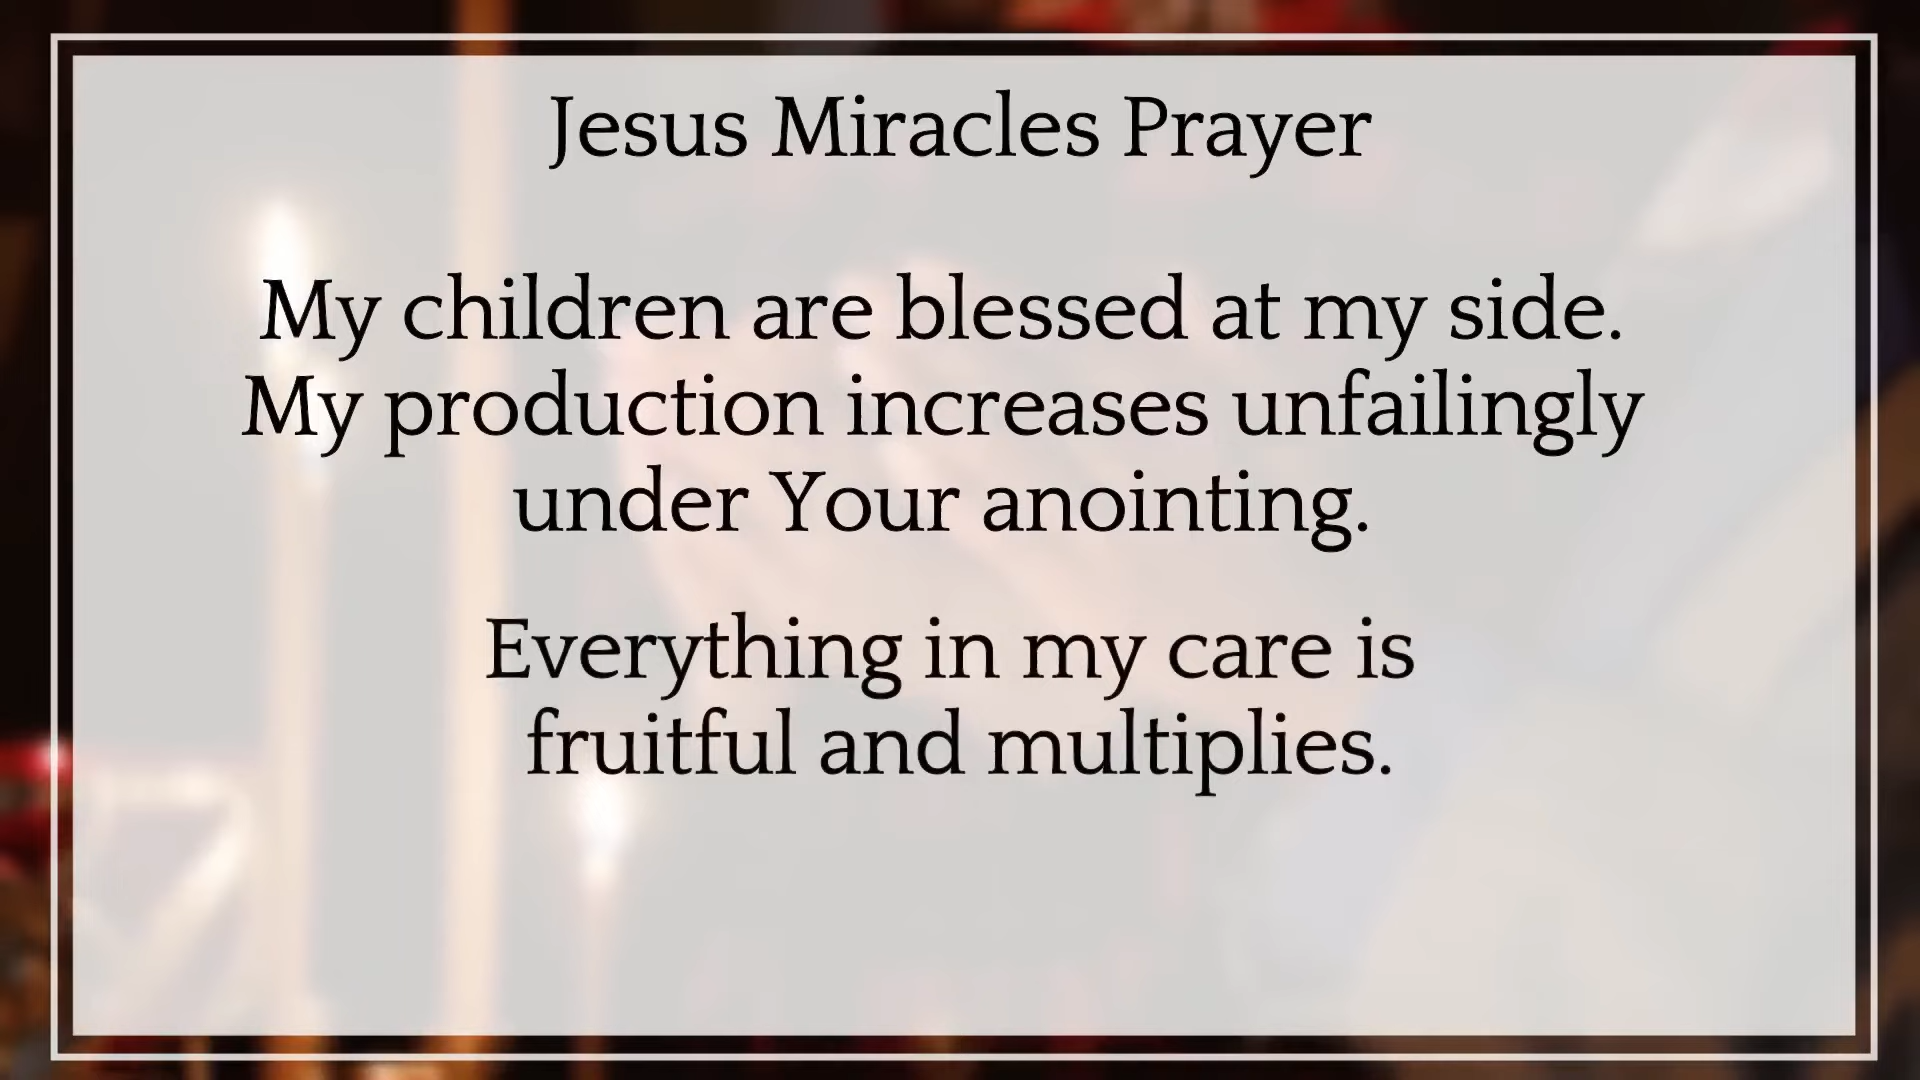 Jesus Miracles Prayer
My children are blessed at my side.
My production increases unfailingly
under Your anointing.
Everything in my care is
fruitful and multiplies.